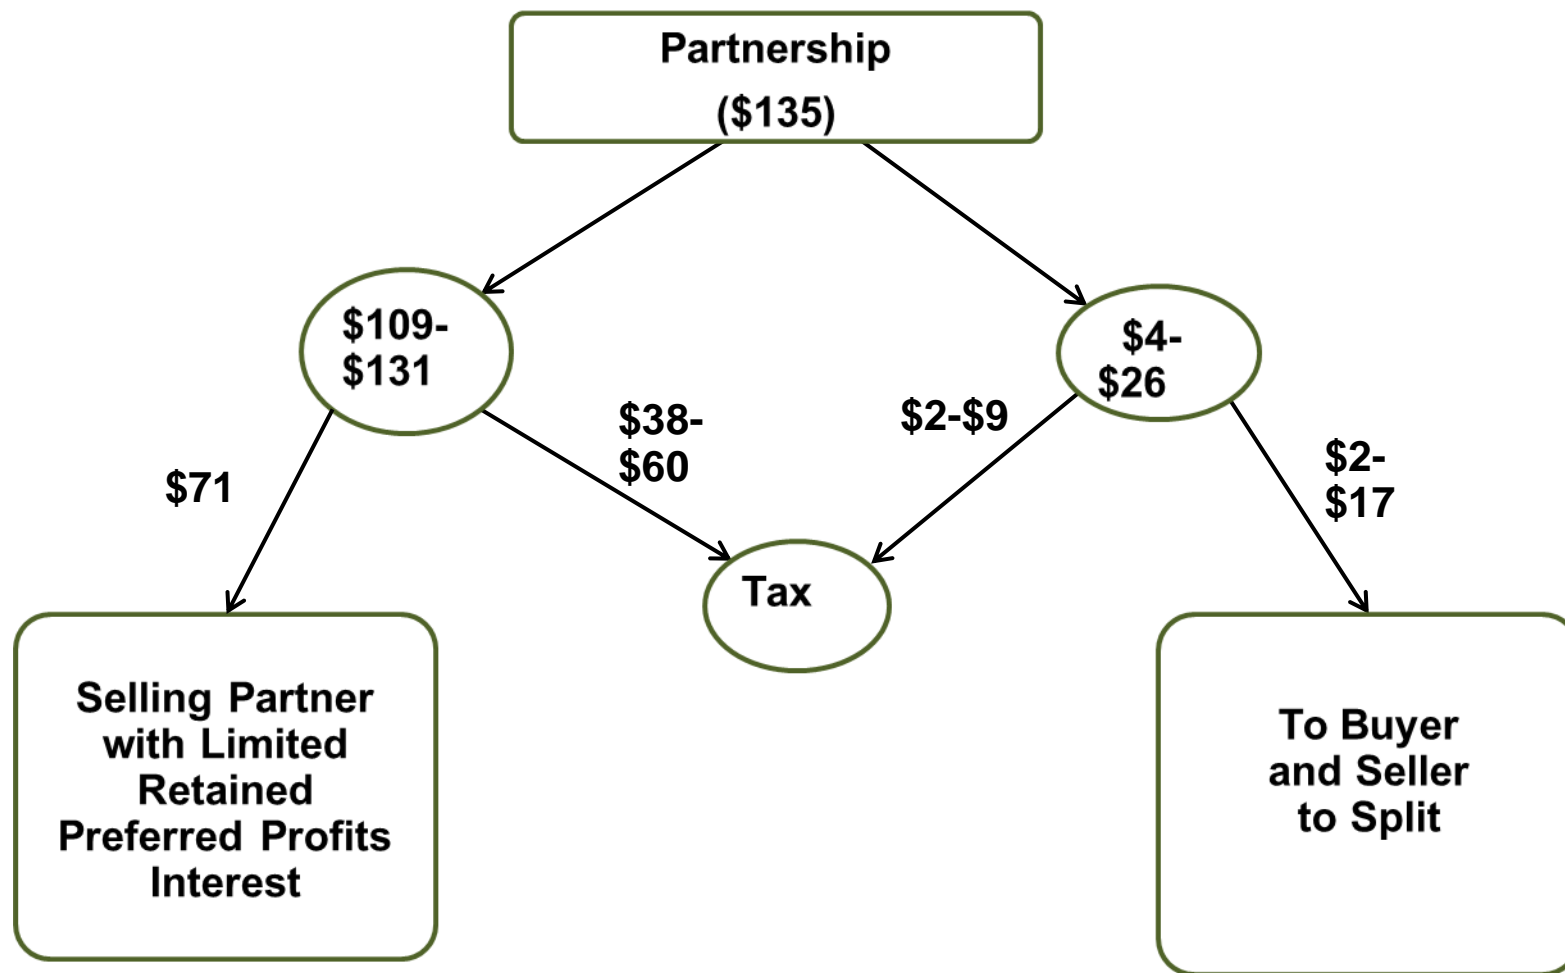 Partnership
($135)
$109-
$131
$4-
$26
$38-
$60
$2-$9
$71
$2-
$17
Tax
Selling Partner
with Limited
Retained
Preferred Profits
Interest
To Buyer
and Seller
to Split